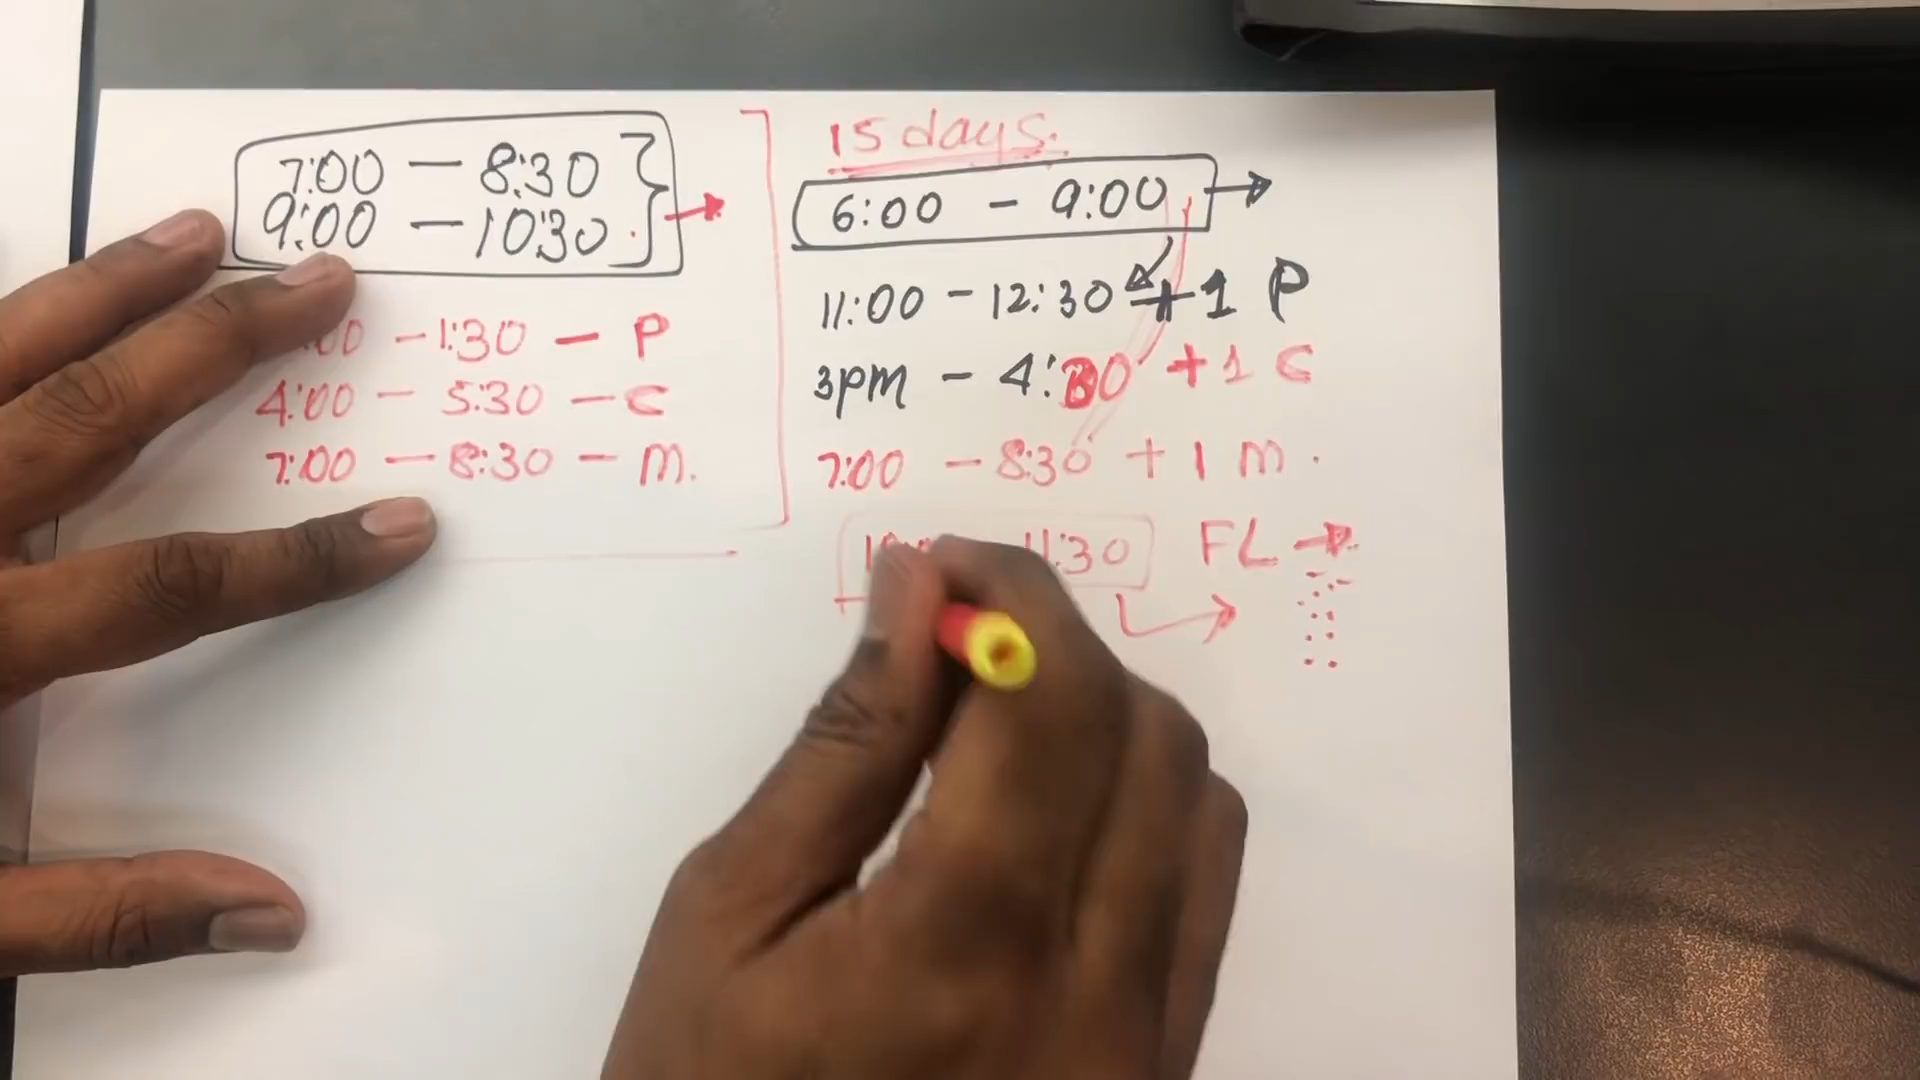 7:00 — 8:30
9:00 — 10:30
— 1:30 — P
4:00 — 5:30 — C
7:00 — 8:30 — M.
15 days.
6:00 — 9:00
11:00 — 12:30 +1 P
3pm — 4:30 +1 C
7:00 — 8:30 + 1 M.
11:30 FL